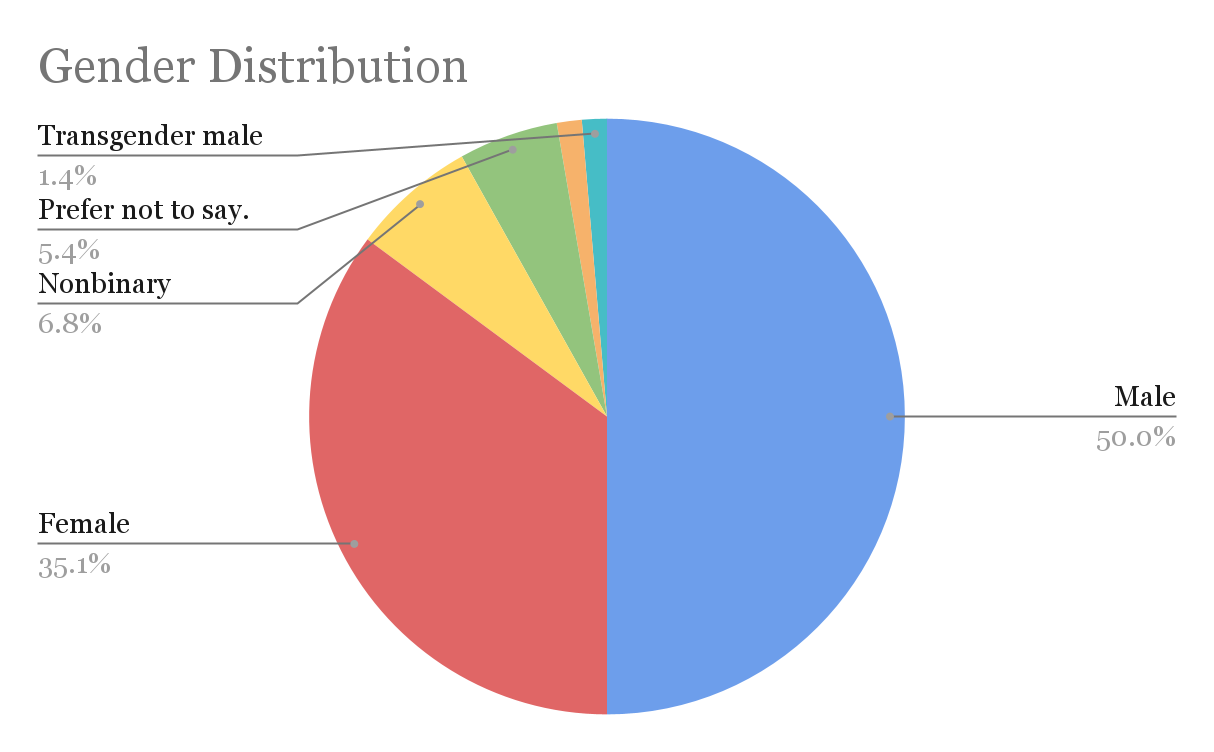 Gender Distribution
Transgender male
1.4%
Prefer not to say.
5.4%
Nonbinary
6.8%
Male
50.0%
Female
35.1%